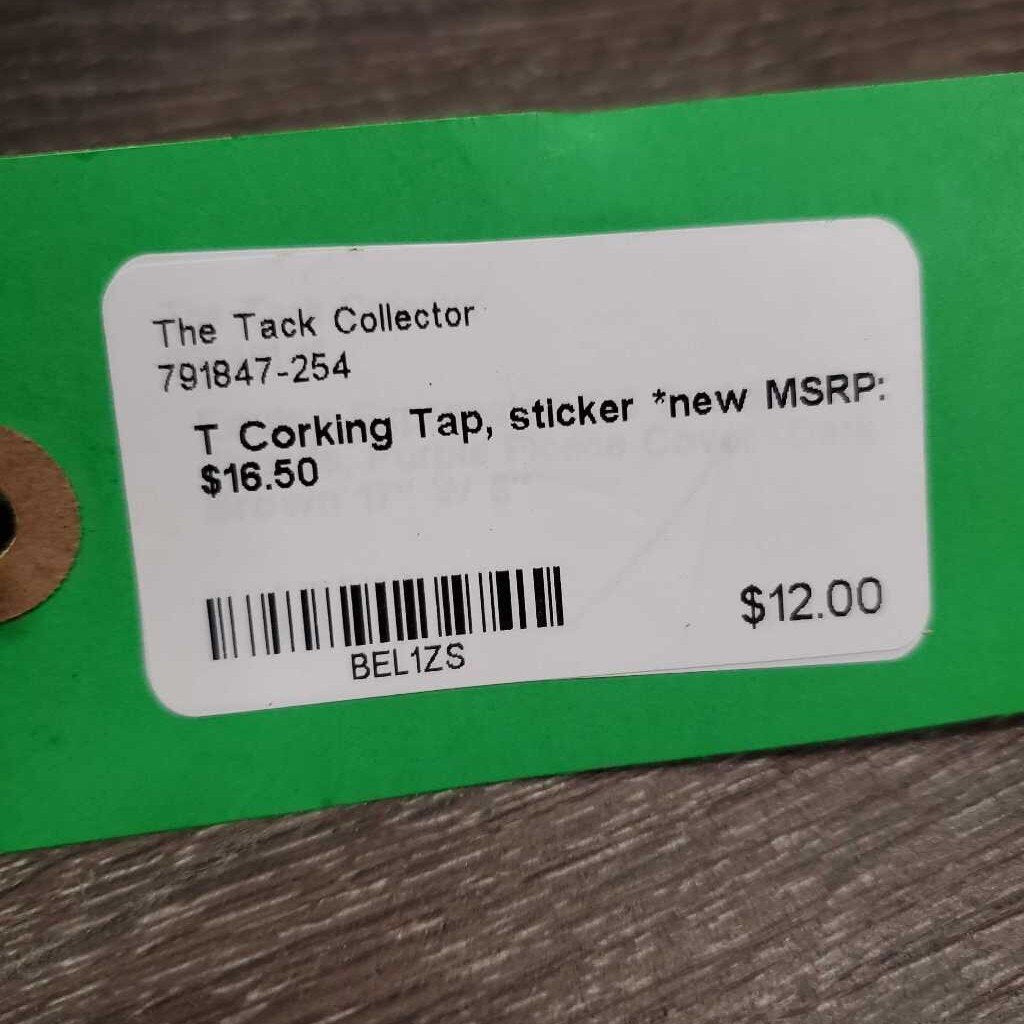 The Tack Collector
791847-254
T Corking Tap, sticker *new MSRP:
$16.50
$12.00
BEL1ZS